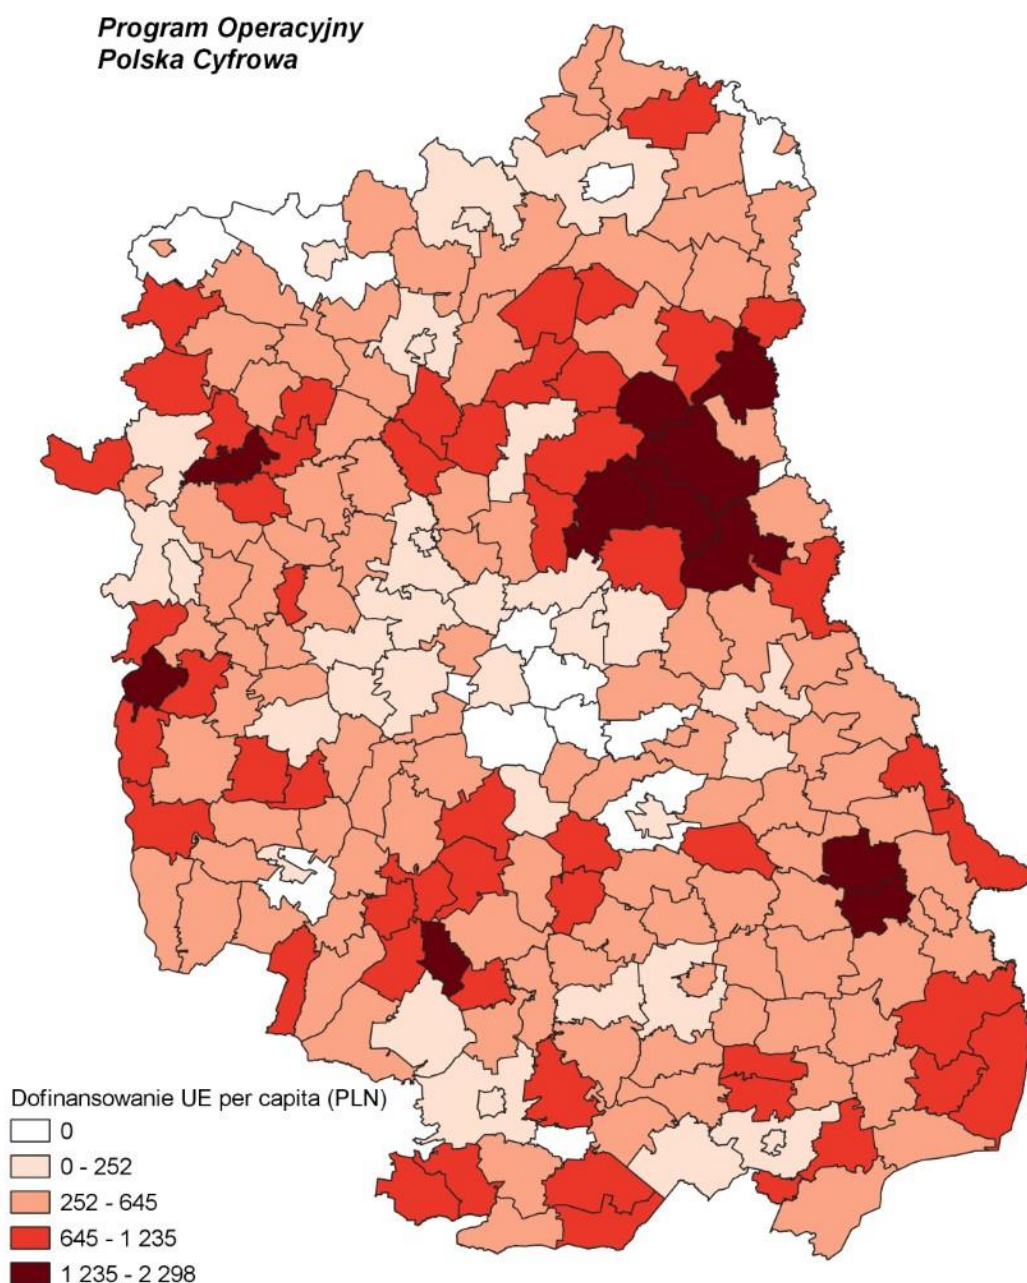 Program Operacyjny
Polska Cyfrowa
Dofinansowanie UE per capita (PLN)
0
0 - 252
252 - 645
645 - 1 235
1 235 - 2 298